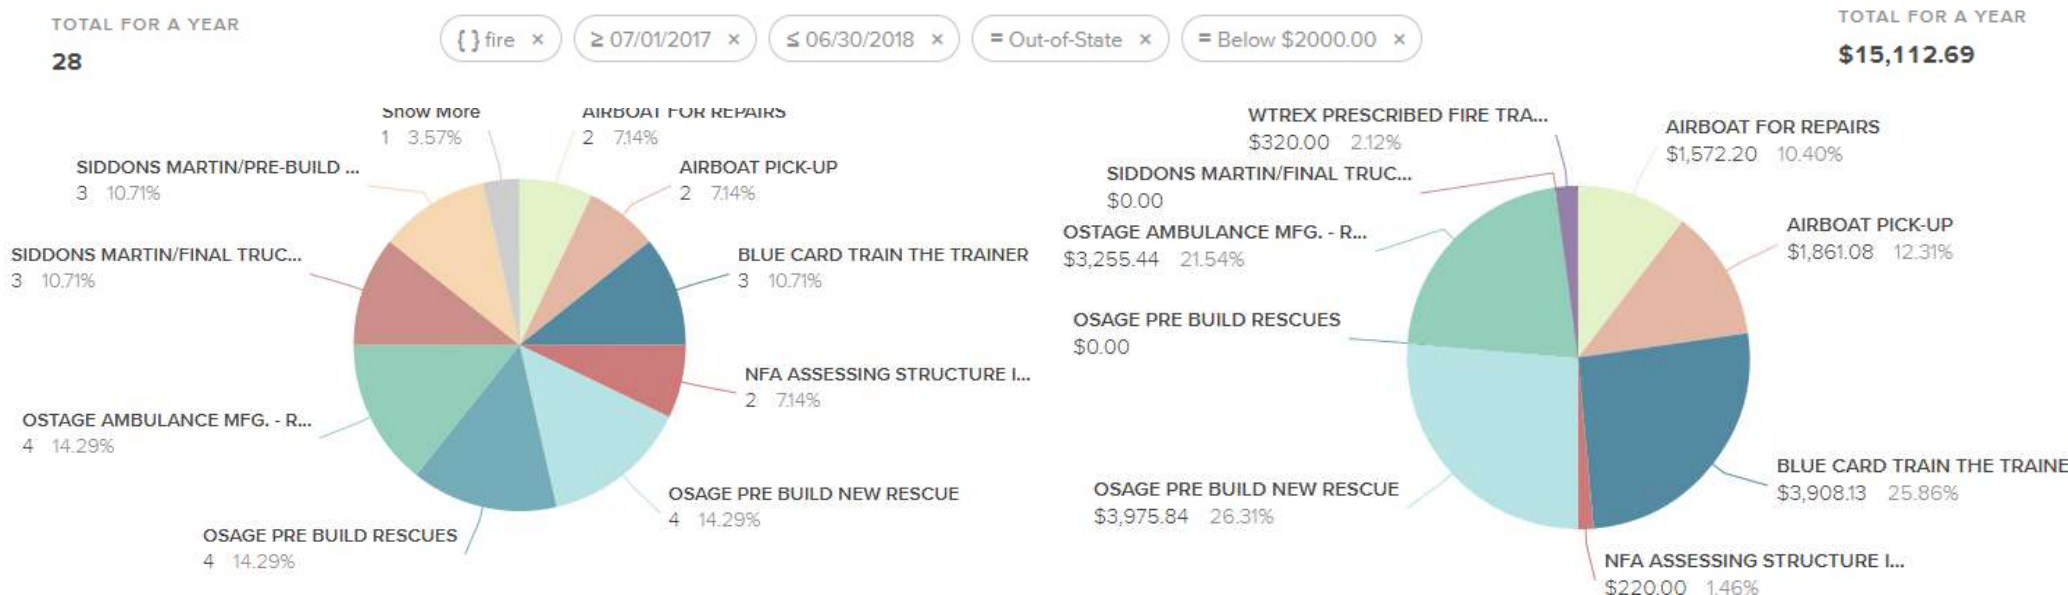 TOTAL FOR A YEAR
28
{ } fire ×
≥ 07/01/2017 ×
≤ 06/30/2018 ×
= Out-of-State ×
= Below $2000.00 ×
TOTAL FOR A YEAR
$15,112.69
Show More
1 3.57%
AIRBOAT FOR REPAIRS
2 7.14%
SIDDONS MARTIN/PRE-BUILD ...
3 10.71%
AIRBOAT PICK-UP
2 7.14%
SIDDONS MARTIN/FINAL TRUC...
3 10.71%
BLUE CARD TRAIN THE TRAINER
3 10.71%
NFA ASSESSING STRUCTURE I...
2 7.14%
OSTAGE AMBULANCE MFG. - R...
4 14.29%
OSAGE PRE BUILD NEW RESCUE
4 14.29%
OSAGE PRE BUILD RESCUES
4 14.29%
WTREX PRESCRIBED FIRE TRA...
$320.00 2.12%
AIRBOAT FOR REPAIRS
$1,572.20 10.40%
SIDDONS MARTIN/FINAL TRUC...
$0.00
OSTAGE AMBULANCE MFG. - R...
$3,255.44 21.54%
AIRBOAT PICK-UP
$1,861.08 12.31%
OSAGE PRE BUILD RESCUES
$0.00
BLUE CARD TRAIN THE TRAINE
$3,908.13 25.86%
OSAGE PRE BUILD NEW RESCUE
$3,975.84 26.31%
NFA ASSESSING STRUCTURE I...
$220.00 1.46%